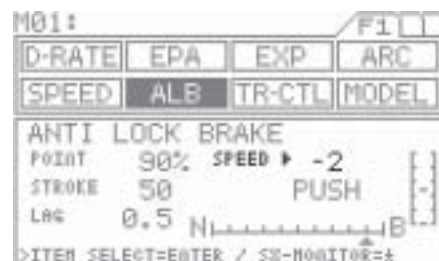 M01: F1
D-RATE EPA EXP ARC
SPEED ALB TR-CTL MODEL
ANTI LOCK BRAKE
POINT 90% SPEED ▶ -2 [ ]
STROKE 50 PUSH [-]
LAG 0.5 N B [..]
>ITEM SELECT=ENTER / SX-MONITOR=±